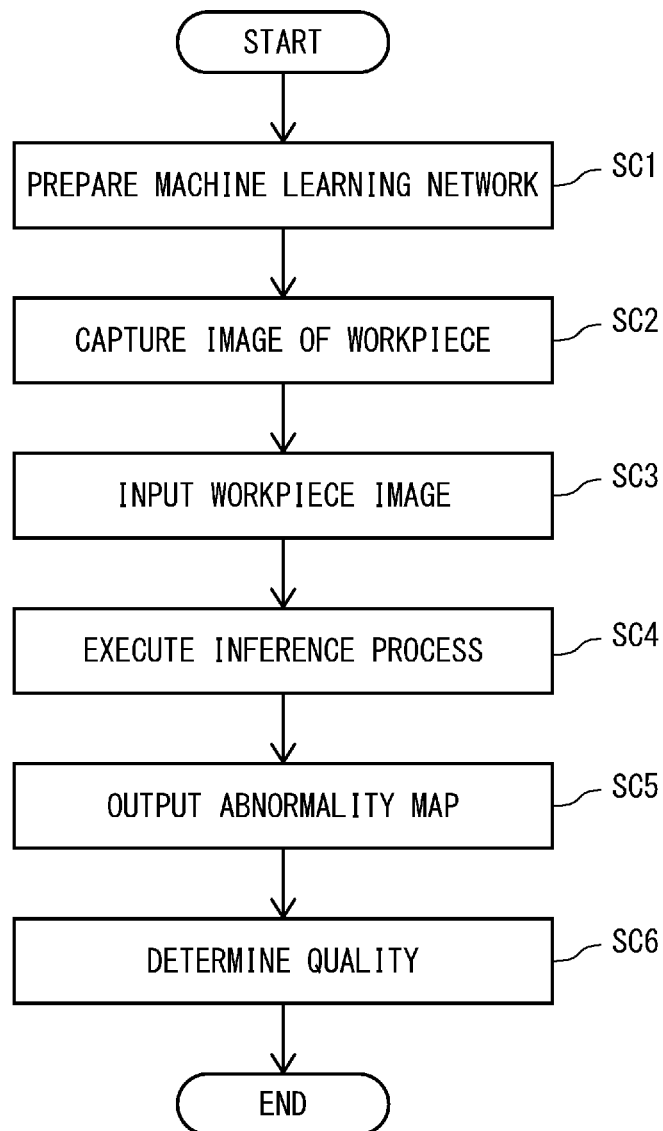 START
PREPARE MACHINE LEARNING NETWORK
SC1
CAPTURE IMAGE OF WORKPIECE
SC2
INPUT WORKPIECE IMAGE
SC3
EXECUTE INFERENCE PROCESS
SC4
OUTPUT ABNORMALITY MAP
SC5
DETERMINE QUALITY
SC6
END